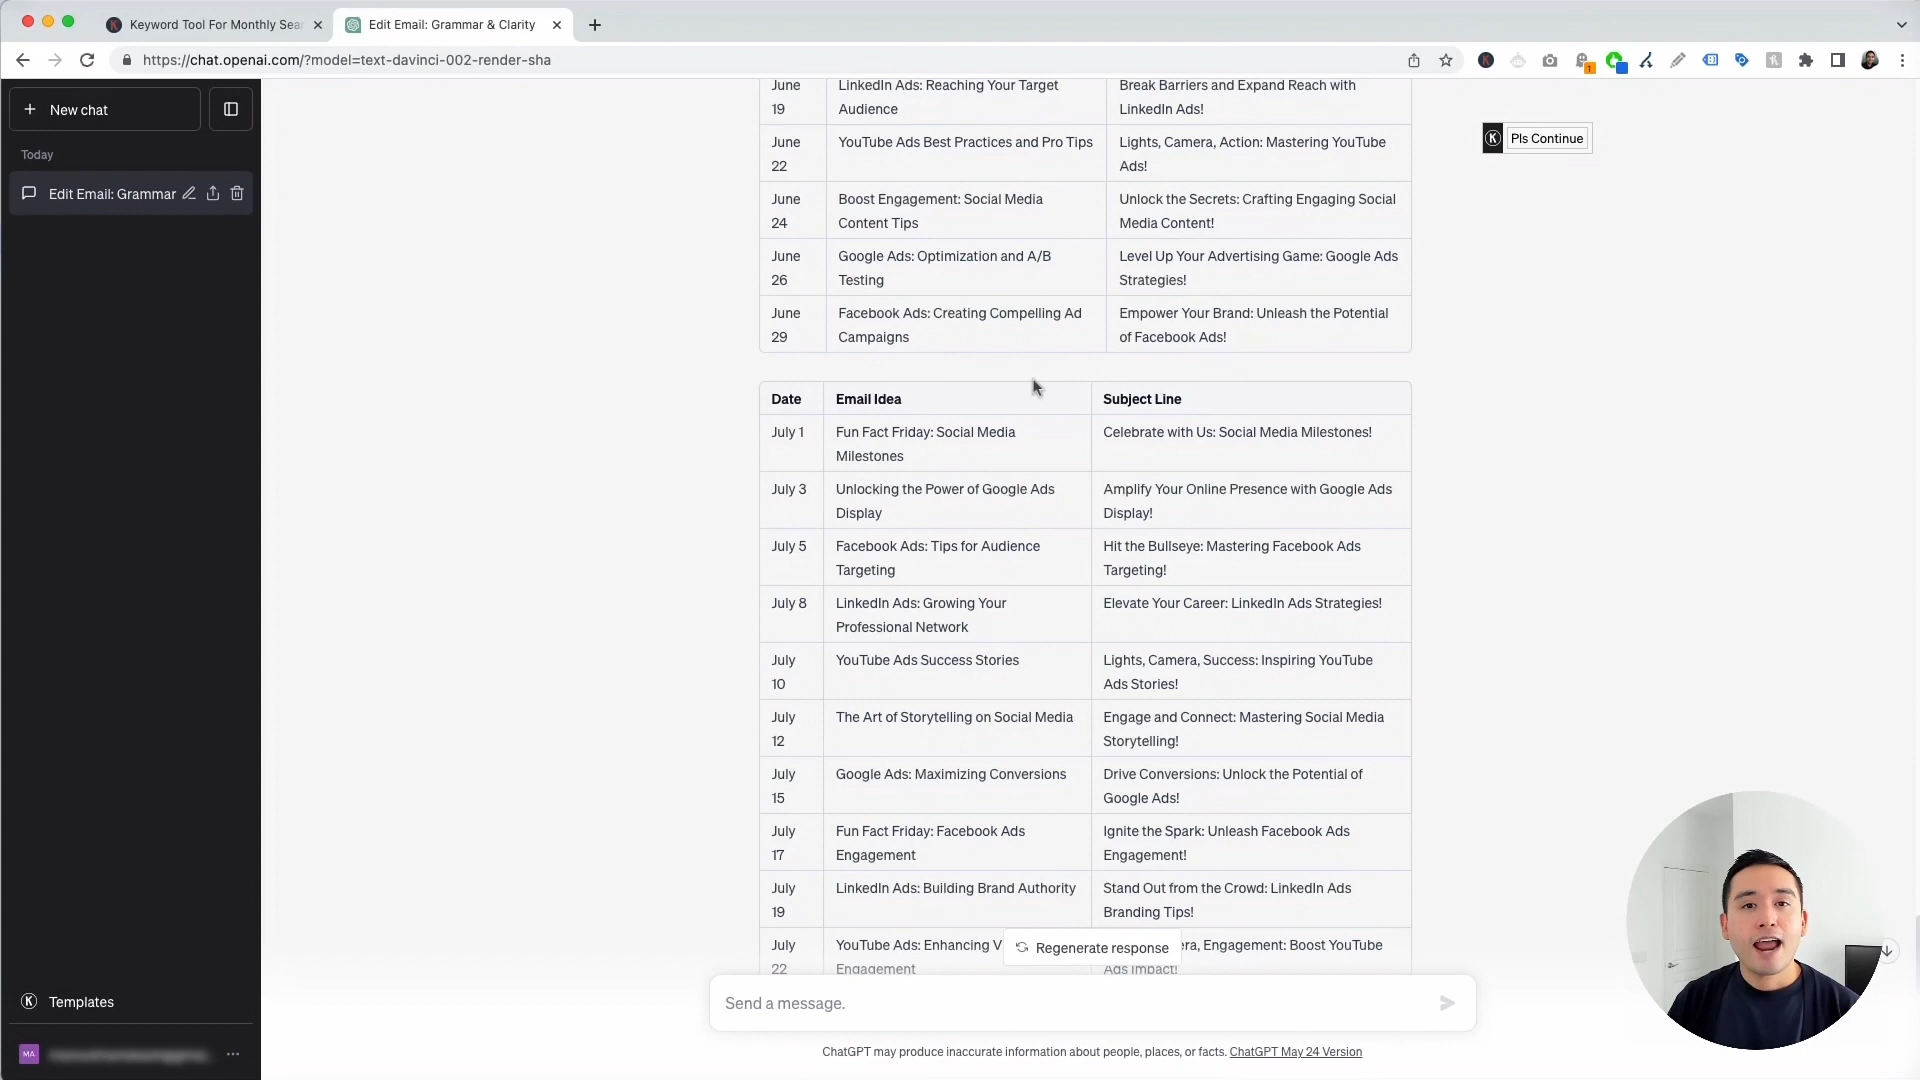 Keyword Tool For Monthly Sea
Edit Email: Grammar & Clarity
https://chat.openai.com/?model=text-davinci-002-render-sha
1
New chat
Today
Edit Email: Grammar
Templates
MA
K Pls Continue
June 19 LinkedIn Ads: Reaching Your Target Audience Break Barriers and Expand Reach with LinkedIn Ads!
June 22 YouTube Ads Best Practices and Pro Tips Lights, Camera, Action: Mastering YouTube Ads!
June 24 Boost Engagement: Social Media Content Tips Unlock the Secrets: Crafting Engaging Social Media Content!
June 26 Google Ads: Optimization and A/B Testing Level Up Your Advertising Game: Google Ads Strategies!
June 29 Facebook Ads: Creating Compelling Ad Campaigns Empower Your Brand: Unleash the Potential of Facebook Ads!
Date Email Idea Subject Line
July 1 Fun Fact Friday: Social Media Milestones Celebrate with Us: Social Media Milestones!
July 3 Unlocking the Power of Google Ads Display Amplify Your Online Presence with Google Ads Display!
July 5 Facebook Ads: Tips for Audience Targeting Hit the Bullseye: Mastering Facebook Ads Targeting!
July 8 LinkedIn Ads: Growing Your Professional Network Elevate Your Career: LinkedIn Ads Strategies!
July 10 YouTube Ads Success Stories Lights, Camera, Success: Inspiring YouTube Ads Stories!
July 12 The Art of Storytelling on Social Media Engage and Connect: Mastering Social Media Storytelling!
July 15 Google Ads: Maximizing Conversions Drive Conversions: Unlock the Potential of Google Ads!
July 17 Fun Fact Friday: Facebook Ads Engagement Ignite the Spark: Unleash Facebook Ads Engagement!
July 19 LinkedIn Ads: Building Brand Authority Stand Out from the Crowd: LinkedIn Ads Branding Tips!
July 22 YouTube Ads: Enhancing V Engagement era, Engagement: Boost YouTube Ads Impact!
Regenerate response
Send a message.
ChatGPT may produce inaccurate information about people, places, or facts. ChatGPT May 24 Version